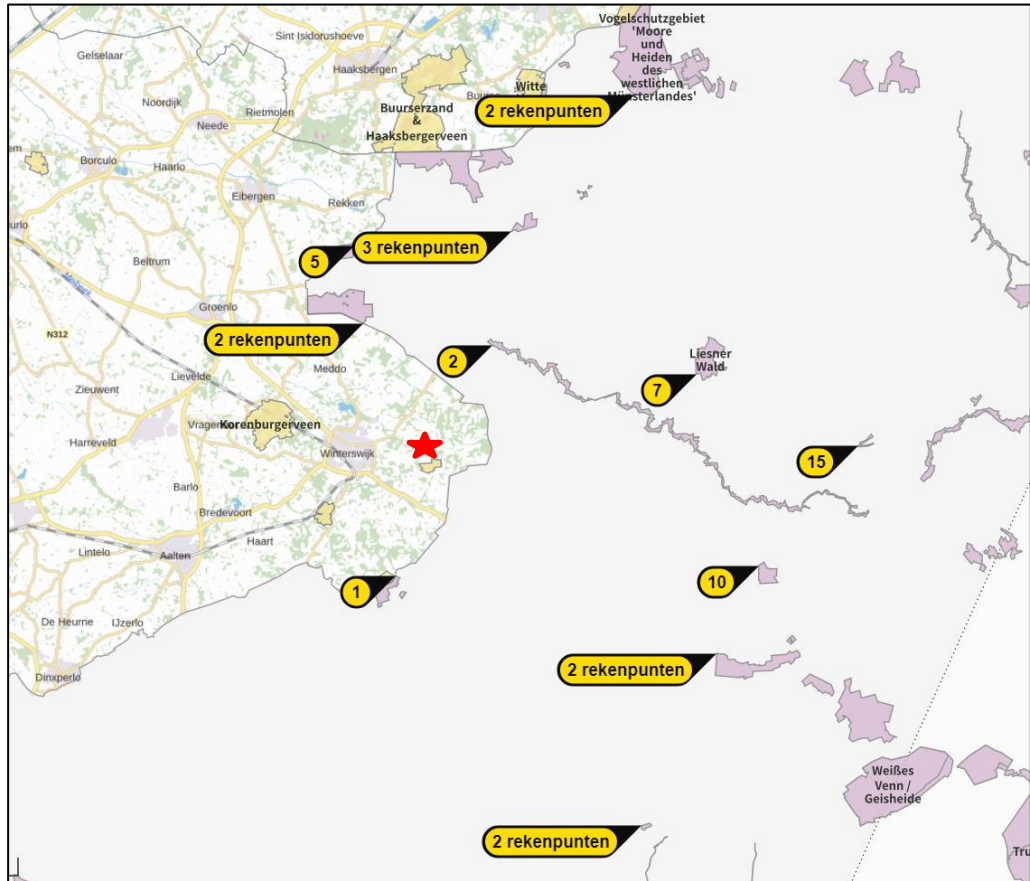 Vogelschutzgebiet
'Moore
und
Heiden
des
westlichen
Münsterlandes'
Sint Isidorushoeve
Gelselaar
Haaksbergen
Witte
Buurserzand
&
Haaksbergerveen
2 rekenpunten
Noordijk
Rietmolen
Neede
Borculo
Haarlo
Eibergen
Rekken
3 rekenpunten
5
Beltrum
Groenlo
N312
2 rekenpunten
2
Liesner
Wald
7
Meddo
Lievelde
Zieuwent
Korenburgerveen
Harreveld
Winterswijk
15
Barlo
Bredevoort
Lintelo
Aalten
Haart
10
1
De Heurne
IJzerlo
Dinxperlo
2 rekenpunten
Weißes
Venn /
Geisheide
2 rekenpunten
Tru